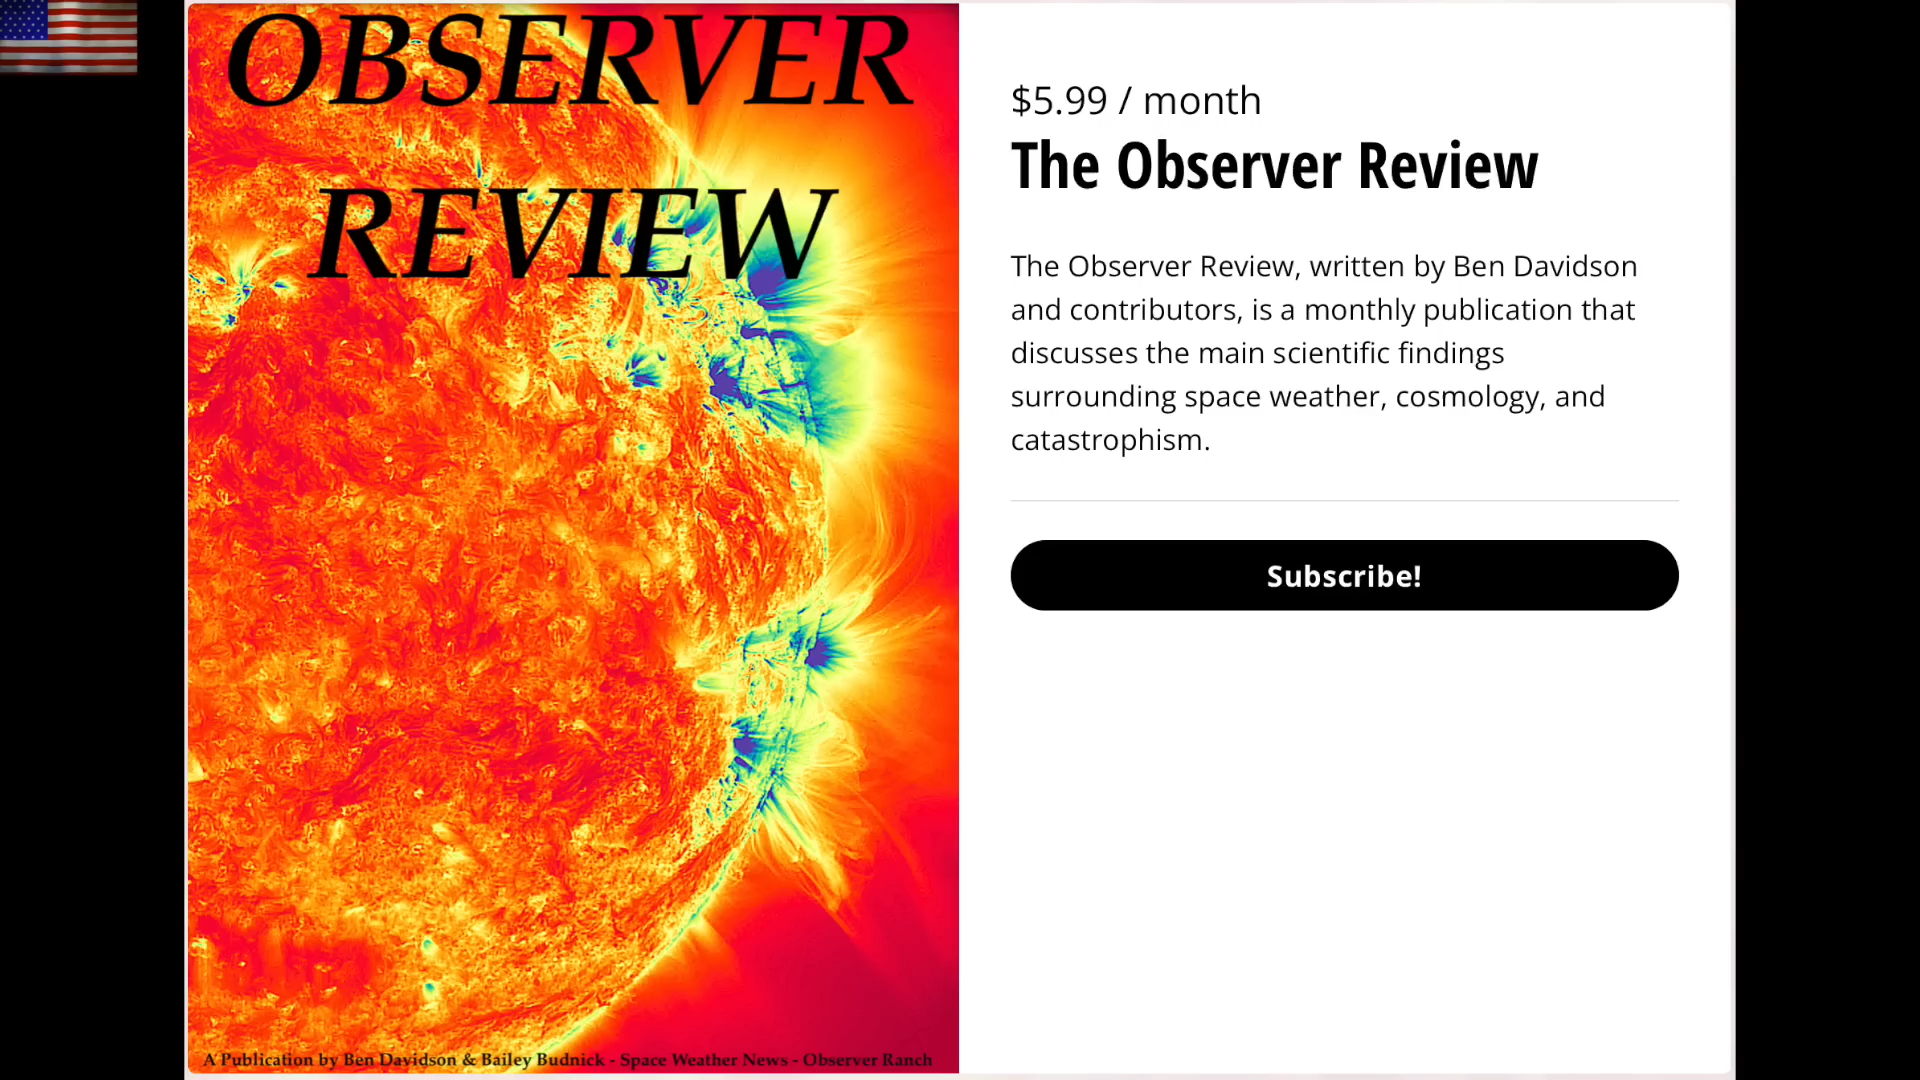 OBSERVER
REVIEW
A Publication by Ben Davidson & Bailey Budnick - Space Weather News - Observer Ranch
$5.99 / month
The Observer Review
The Observer Review, written by Ben Davidson
and contributors, is a monthly publication that
discusses the main scientific findings
surrounding space weather, cosmology, and
catastrophism.
Subscribe!